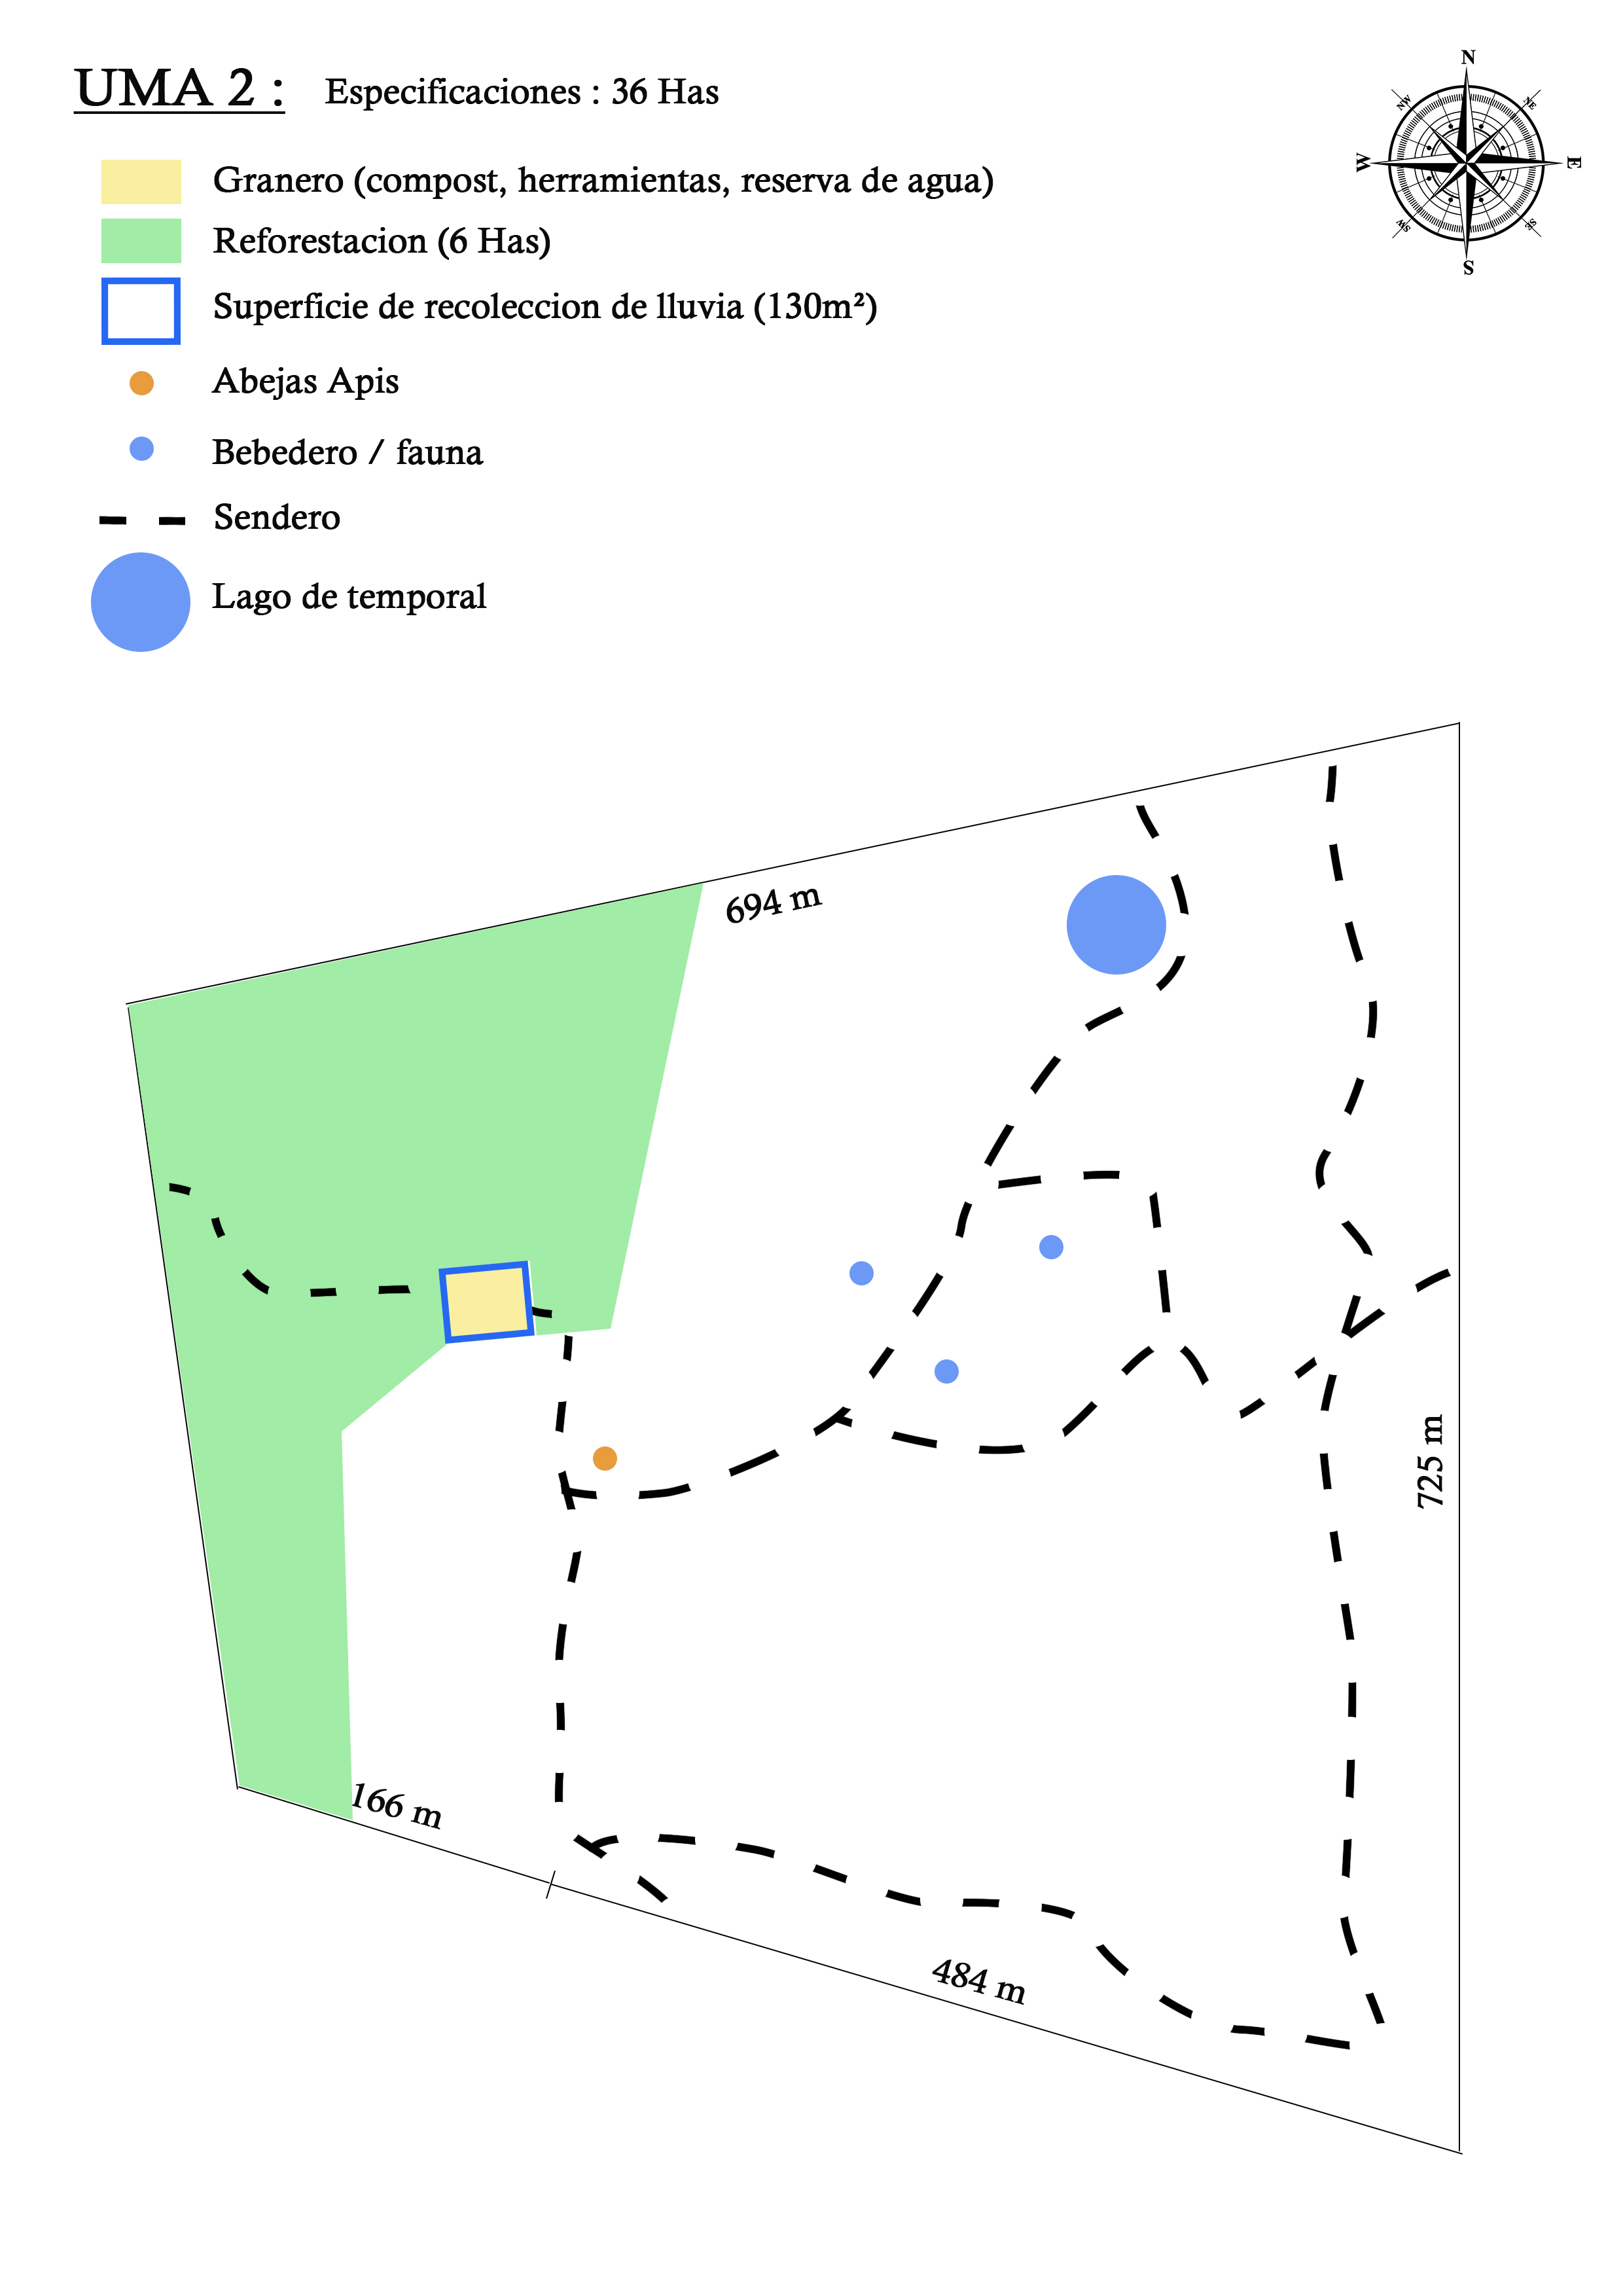 UMA 2 : Especificaciones : 36 Has
Granero (compost, herramientas, reserva de agua)
Reforestacion (6 Has)
Superficie de recoleccion de lluvia (130m²)
Abejas Apis
Bebedero / fauna
Sendero
Lago de temporal
N
NE
E
SE
S
SW
W
NW
694 m
725 m
166 m
484 m